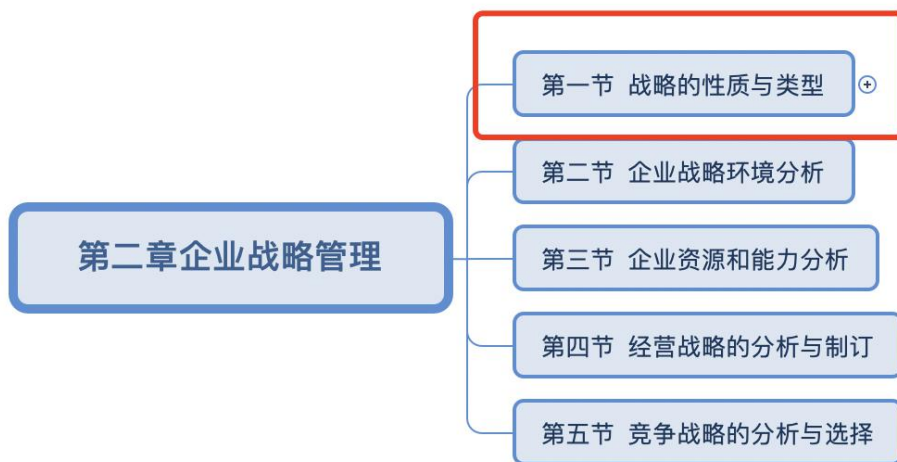 第一节 战略的性质与类型
第二节 企业战略环境分析
第二章企业战略管理
第三节 企业资源和能力分析
第四节 经营战略的分析与制订
第五节 竞争战略的分析与选择